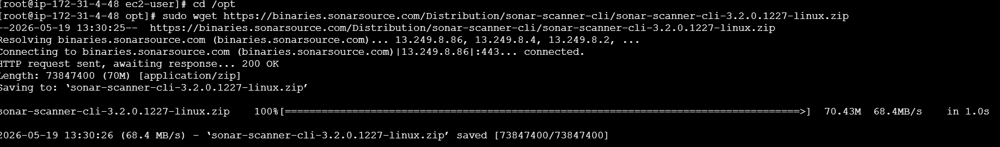 [root@ip-172-31-4-48 ec2-user]# cd /opt
[root@ip-172-31-4-48 opt]# sudo wget https://binaries.sonarsource.com/Distribution/sonar-scanner-cli/sonar-scanner-cli-3.2.0.1227-linux.zip
--2026-05-19 13:30:25--  https://binaries.sonarsource.com/Distribution/sonar-scanner-cli/sonar-scanner-cli-3.2.0.1227-linux.zip
Resolving binaries.sonarsource.com (binaries.sonarsource.com)... 13.249.8.86, 13.249.8.4, 13.249.8.2, ...
Connecting to binaries.sonarsource.com (binaries.sonarsource.com)|13.249.8.86|:443... connected.
HTTP request sent, awaiting response... 200 OK
Length: 73847400 (70M) [application/zip]
Saving to: ‘sonar-scanner-cli-3.2.0.1227-linux.zip’
sonar-scanner-cli-3.2.0.1227-linux.zip    100%[=====================================================================================>]  70.43M  68.4MB/s    in 1.0s
2026-05-19 13:30:26 (68.4 MB/s) - ‘sonar-scanner-cli-3.2.0.1227-linux.zip’ saved [73847400/73847400]